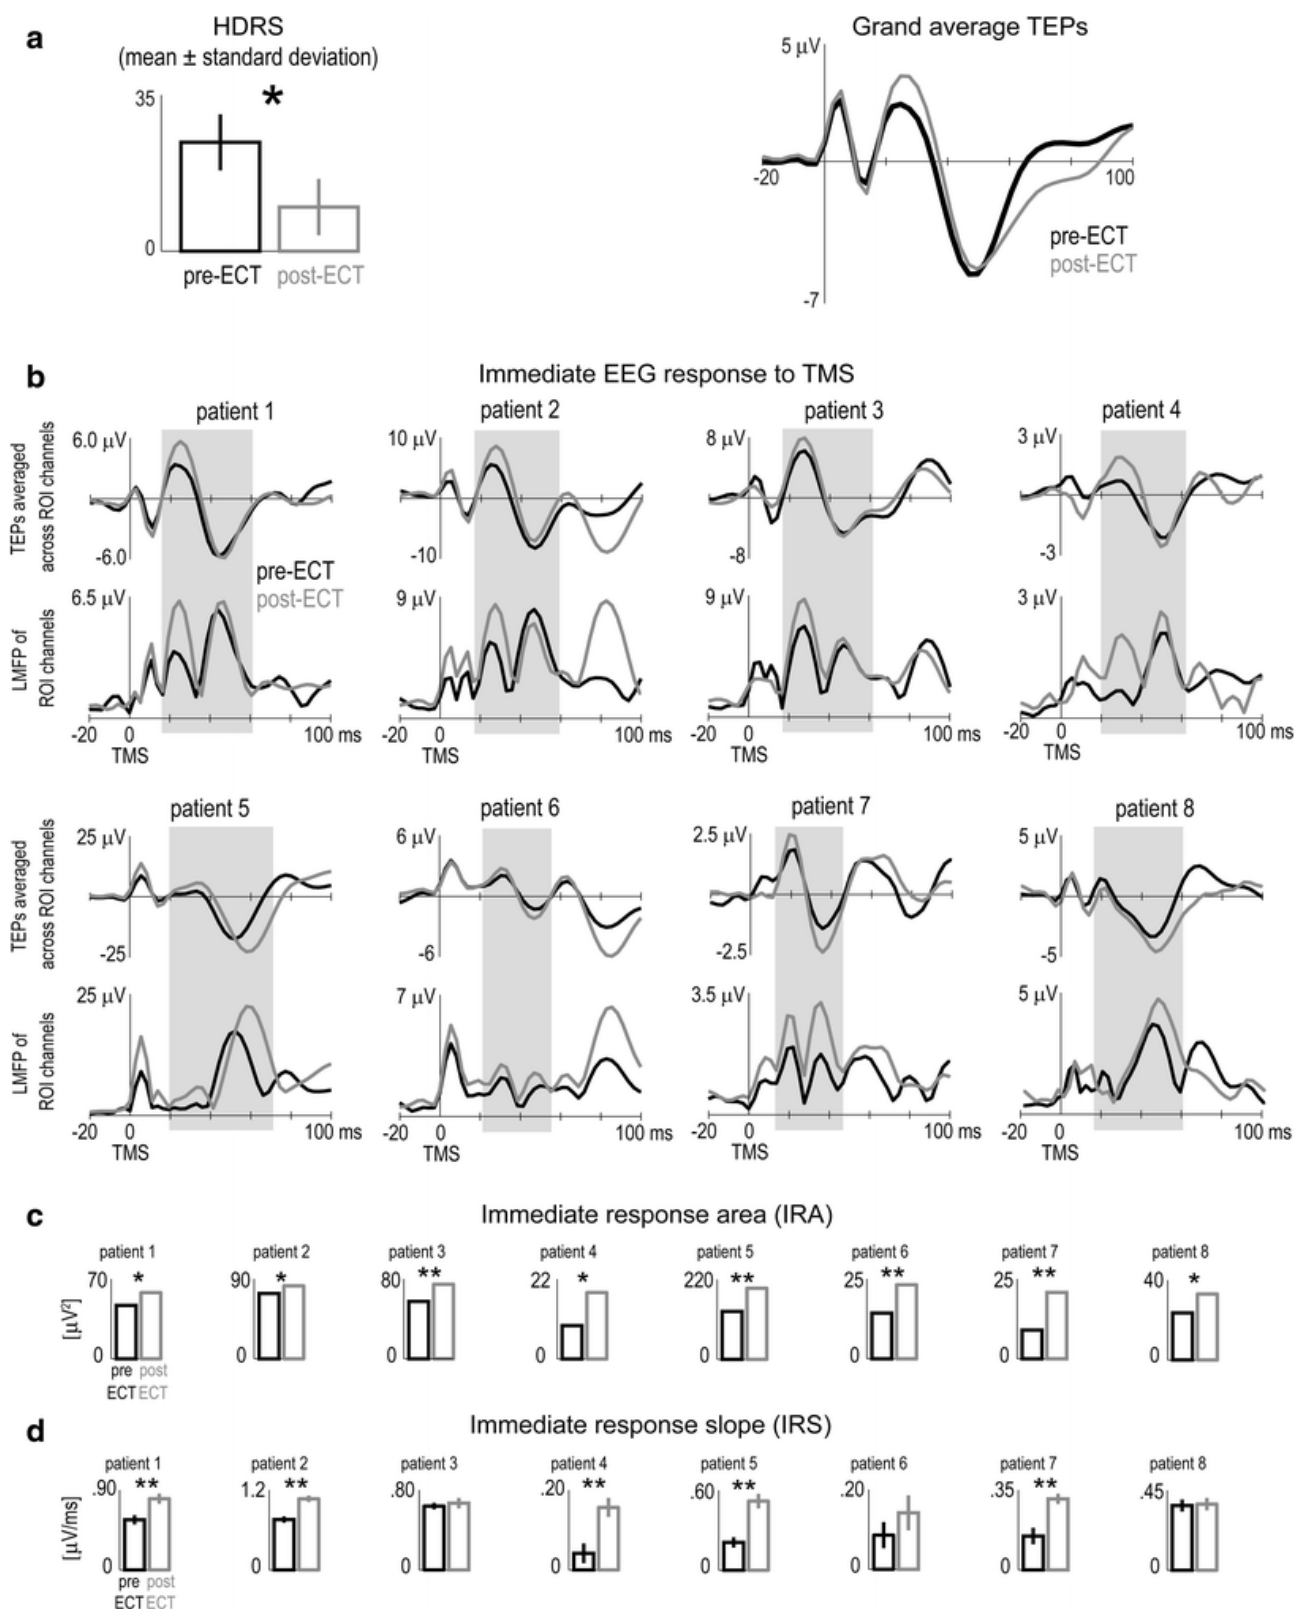 a
HDRS
(mean ± standard deviation)
*
35
0
pre-ECT post-ECT
Grand average TEPs
5 µV
-20
100
-7
pre-ECT
post-ECT
b
Immediate EEG response to TMS
patient 1 patient 2 patient 3 patient 4
TEPs averaged
across ROI channels
6.0 µV 10 µV 8 µV 3 µV
-6.0 -10 -8 -3
pre-ECT
post-ECT
LMFP of
ROI channels
6.5 µV 9 µV 9 µV 3 µV
-20 0 100 ms -20 0 100 ms -20 0 100 ms -20 0 100 ms
TMS TMS TMS TMS
patient 5 patient 6 patient 7 patient 8
TEPs averaged
across ROI channels
25 µV 6 µV 2.5 µV 5 µV
-25 -6 -2.5 -5
LMFP of
ROI channels
25 µV 7 µV 3.5 µV 5 µV
-20 0 100 ms -20 0 100 ms -20 0 100 ms -20 0 100 ms
TMS TMS TMS TMS
c
Immediate response area (IRA)
patient 1 patient 2 patient 3 patient 4 patient 5 patient 6 patient 7 patient 8
* * ** * ** ** ** *
70 90 80 22 220 25 25 40
[µV²]
0 0 0 0 0 0 0 0
pre post
ECT ECT
d
Immediate response slope (IRS)
patient 1 patient 2 patient 3 patient 4 patient 5 patient 6 patient 7 patient 8
** ** ** ** **
.90 1.2 .80 .20 .60 .20 .35 .45
[µV/ms]
0 0 0 0 0 0 0 0
pre post
ECT ECT